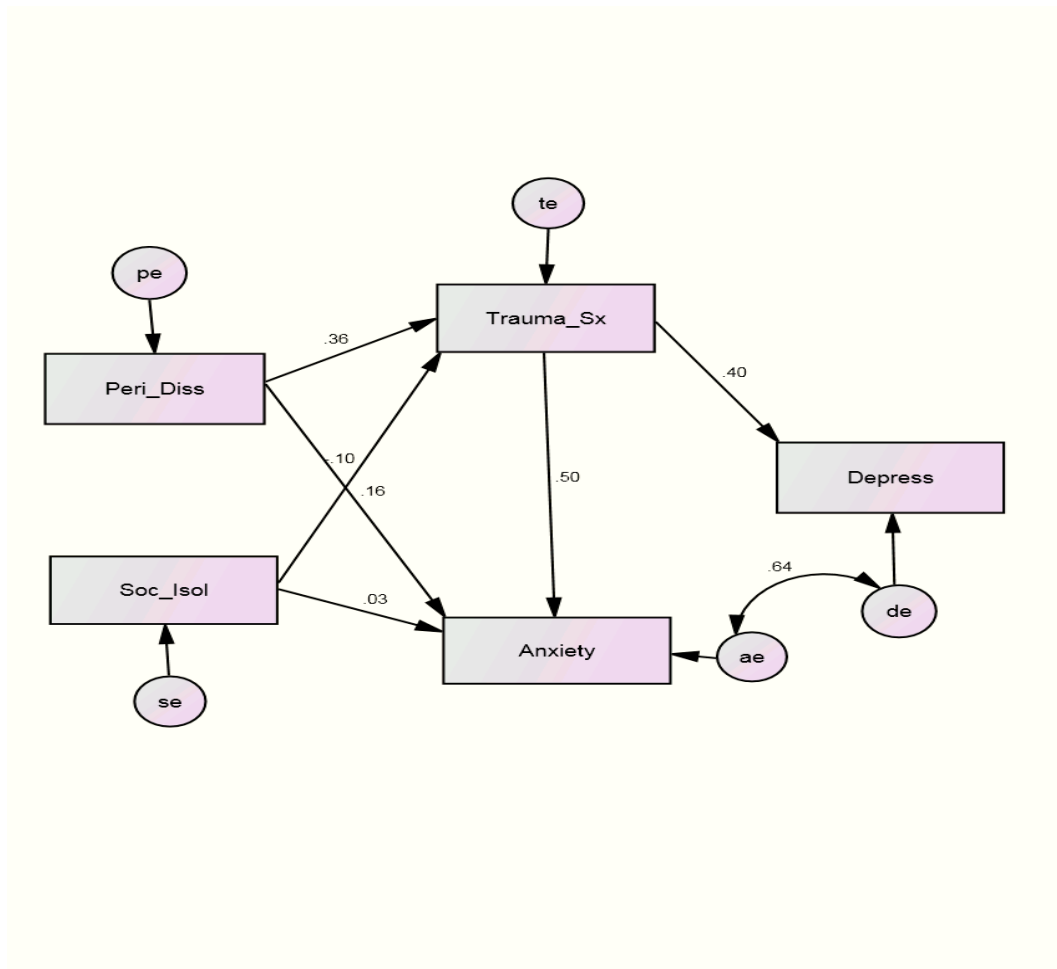 te
pe
Trauma_Sx
.36
Peri_Diss
.40
-.10
Depress
.50
.16
.64
Soc_Isol
.03
de
Anxiety
ae
se